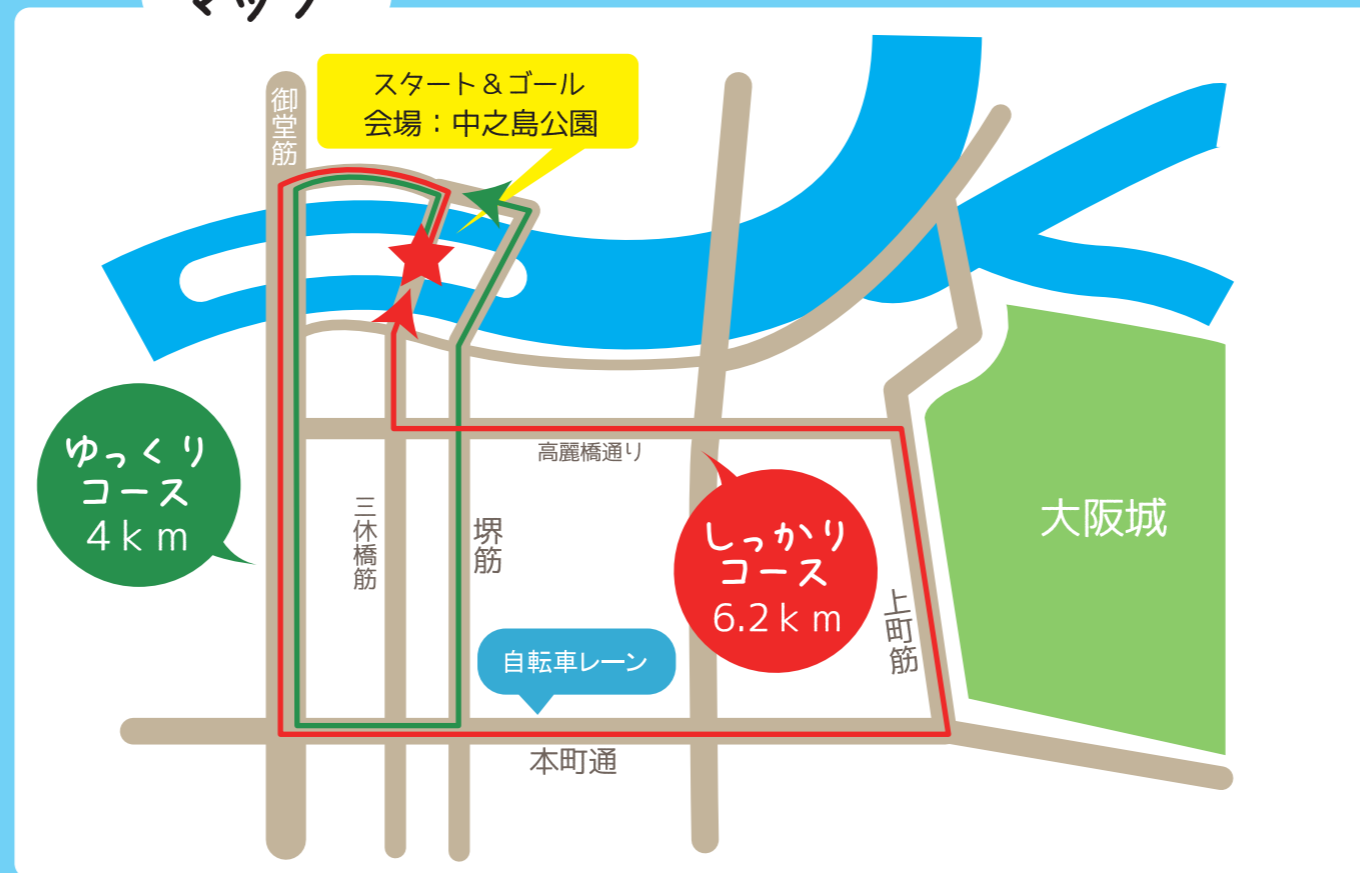 マップ
スタート＆ゴール
会場：中之島公園
御堂筋
ゆっくり
コース
4ｋｍ
高麗橋通り
三休橋筋
堺筋
しっかり
コース
6.2ｋｍ
大阪城
上町筋
自転車レーン
本町通